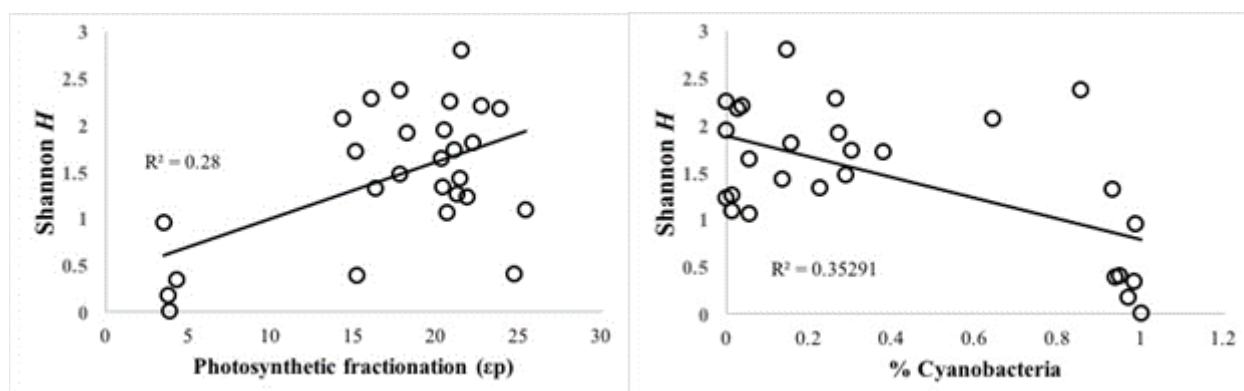 3
2.5
2
1.5
1
0.5
0
Shannon H
R² = 0.28
0 5 10 15 20 25 30
Photosynthetic fractionation (εp)
3
2.5
2
1.5
1
0.5
0
Shannon H
R² = 0.35291
0 0.2 0.4 0.6 0.8 1 1.2
% Cyanobacteria